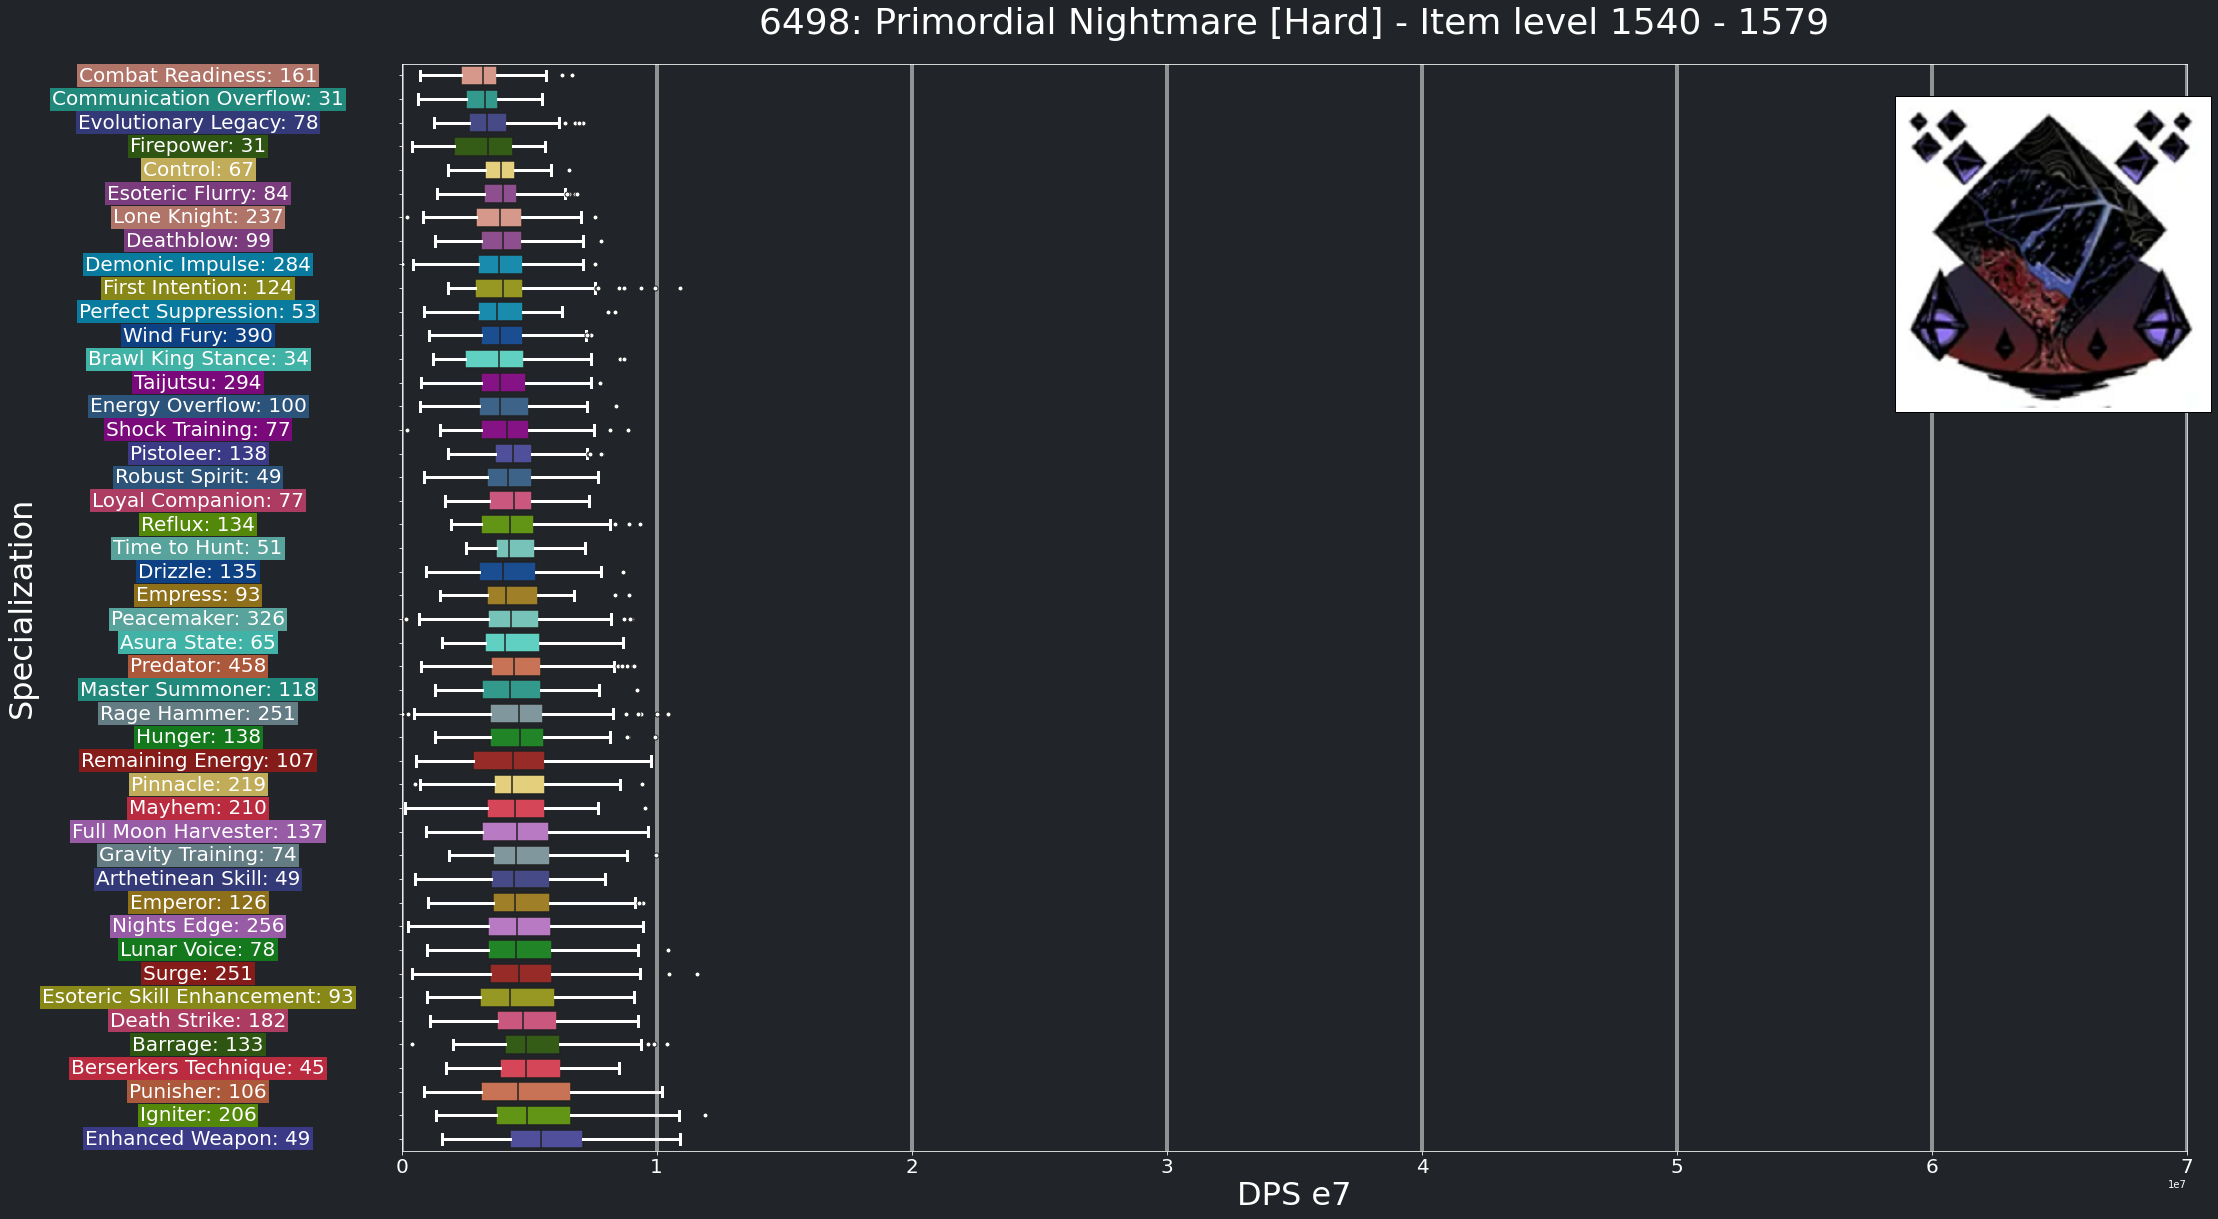 6498: Primordial Nightmare [Hard] - Item level 1540 - 1579
Combat Readiness: 161
Communication Overflow: 31
Evolutionary Legacy: 78
Firepower: 31
Control: 67
Esoteric Flurry: 84
Lone Knight: 237
Deathblow: 99
Demonic Impulse: 284
First Intention: 124
Perfect Suppression: 53
Wind Fury: 390
Brawl King Stance: 34
Taijutsu: 294
Energy Overflow: 100
Shock Training: 77
Pistoleer: 138
Robust Spirit: 49
Loyal Companion: 77
Reflux: 134
Time to Hunt: 51
Drizzle: 135
Empress: 93
Peacemaker: 326
Asura State: 65
Predator: 458
Master Summoner: 118
Rage Hammer: 251
Hunger: 138
Remaining Energy: 107
Pinnacle: 219
Mayhem: 210
Full Moon Harvester: 137
Gravity Training: 74
Arthetinean Skill: 49
Emperor: 126
Nights Edge: 256
Lunar Voice: 78
Surge: 251
Esoteric Skill Enhancement: 93
Death Strike: 182
Barrage: 133
Berserkers Technique: 45
Punisher: 106
Igniter: 206
Enhanced Weapon: 49
Specialization
0 1 2 3 4 5 6 7
1e7
DPS e7